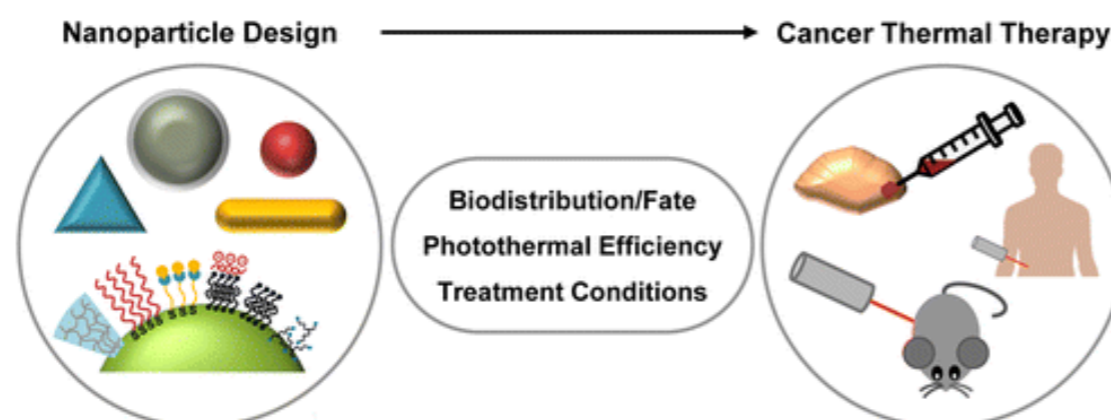 Nanoparticle Design
Cancer Thermal Therapy
Biodistribution/Fate
Photothermal Efficiency
Treatment Conditions